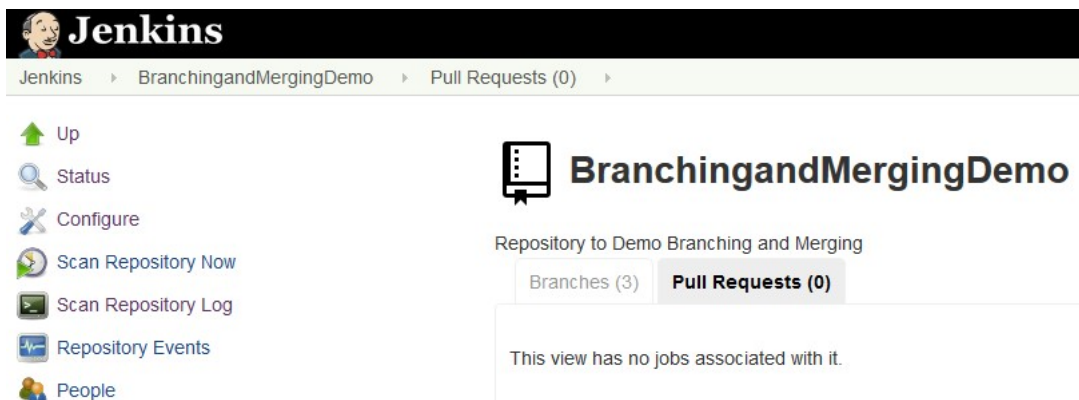 Jenkins
Jenkins BranchingandMergingDemo Pull Requests (0)
Up
Status
Configure
Scan Repository Now
Scan Repository Log
Repository Events
People
BranchingandMergingDemo
Repository to Demo Branching and Merging
Branches (3) Pull Requests (0)
This view has no jobs associated with it.